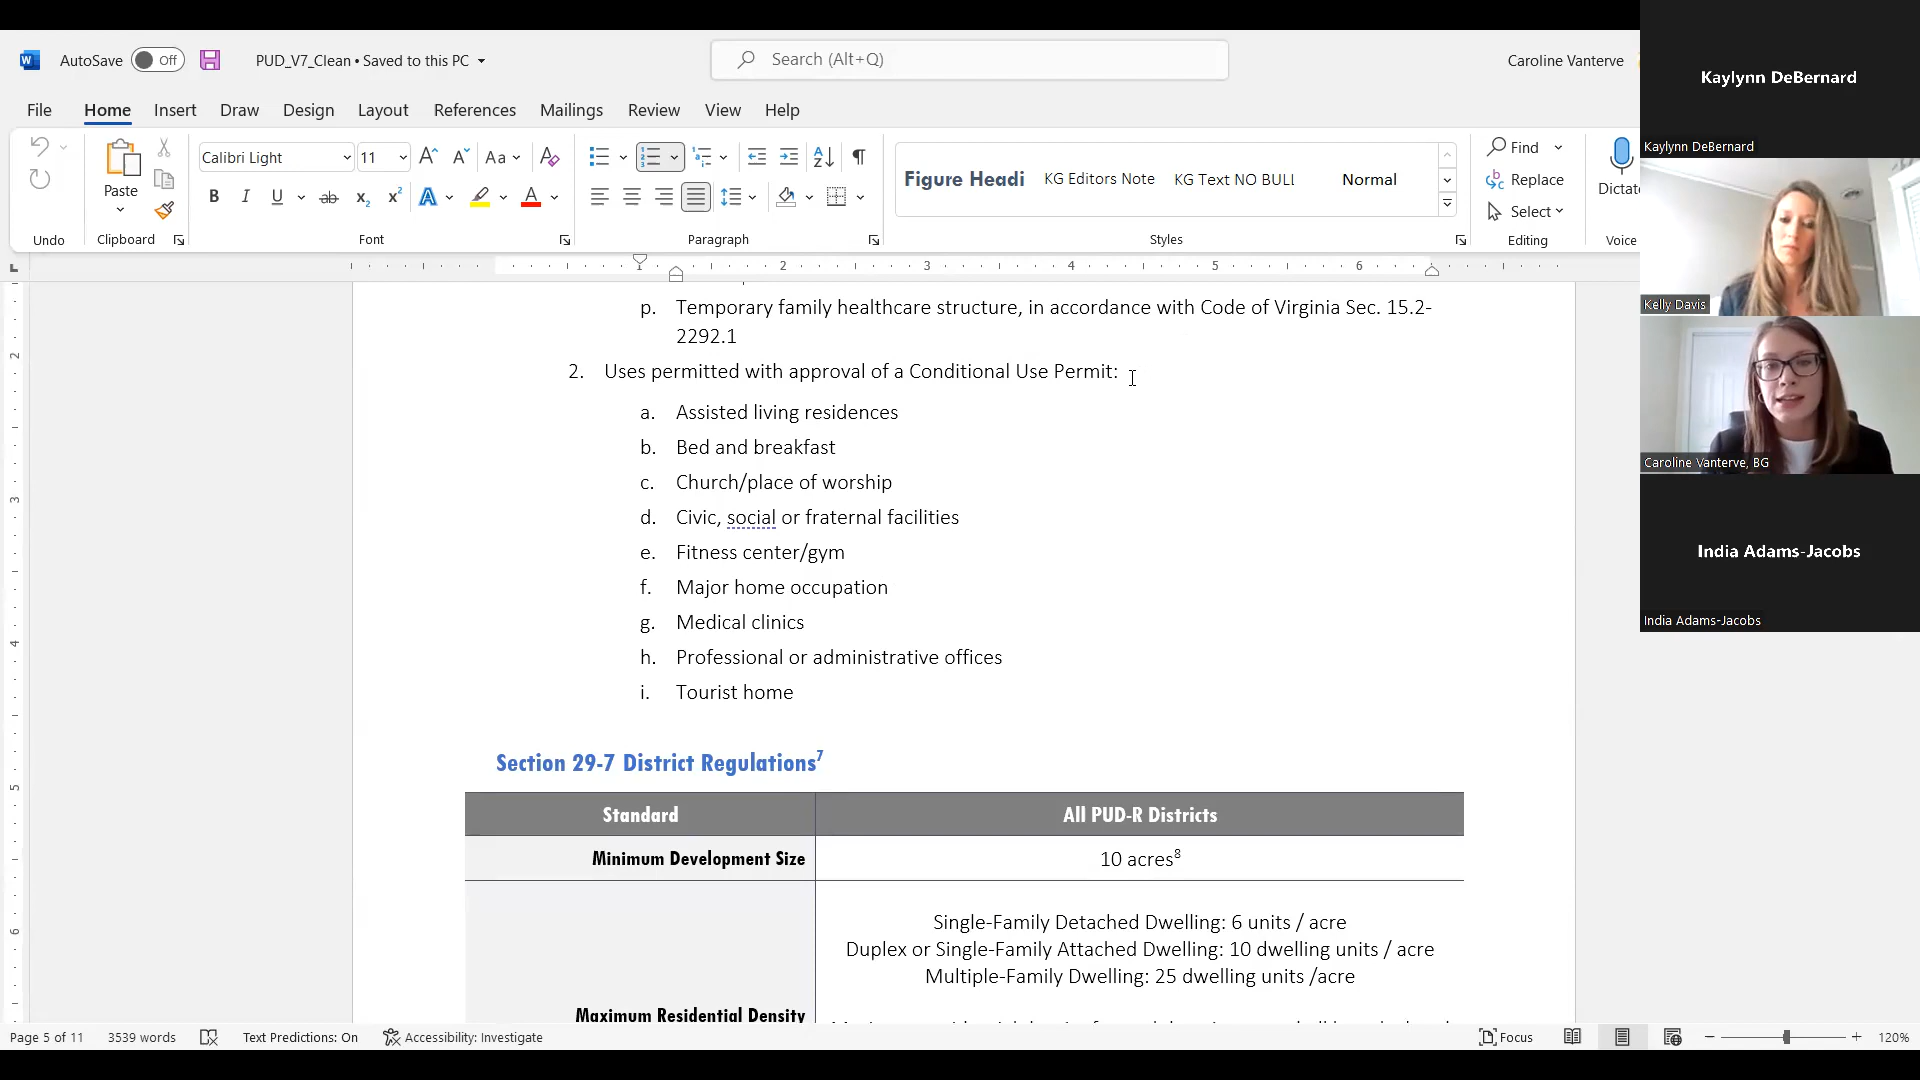 AutoSave
Off
PUD_V7_Clean • Saved to this PC
Search (Alt+Q)
Caroline Vanterve
File
Home
Insert
Draw
Design
Layout
References
Mailings
Review
View
Help
Paste
Calibri Light
11
Aa
Figure Headi
KG Editors Note
KG Text NO BULL
Normal
Find
Replace
Select
Dictate
Undo
Clipboard
Font
Paragraph
Styles
Editing
Voice
2 3 4 5 6
p. Temporary family healthcare structure, in accordance with Code of Virginia Sec. 15.2-
2292.1
2. Uses permitted with approval of a Conditional Use Permit:
a. Assisted living residences
b. Bed and breakfast
c. Church/place of worship
d. Civic, social or fraternal facilities
e. Fitness center/gym
f. Major home occupation
g. Medical clinics
h. Professional or administrative offices
i. Tourist home
Section 29-7 District Regulations7
Standard
All PUD-R Districts
Minimum Development Size
10 acres8
Single-Family Detached Dwelling: 6 units / acre
Duplex or Single-Family Attached Dwelling: 10 dwelling units / acre
Multiple-Family Dwelling: 25 dwelling units /acre
Maximum Residential Density
Page 5 of 11
3539 words
Text Predictions: On
Accessibility: Investigate
Focus
120%
Kaylynn DeBernard
Kaylynn DeBernard
Kelly Davis
Caroline Vanterve, BG
India Adams-Jacobs
India Adams-Jacobs